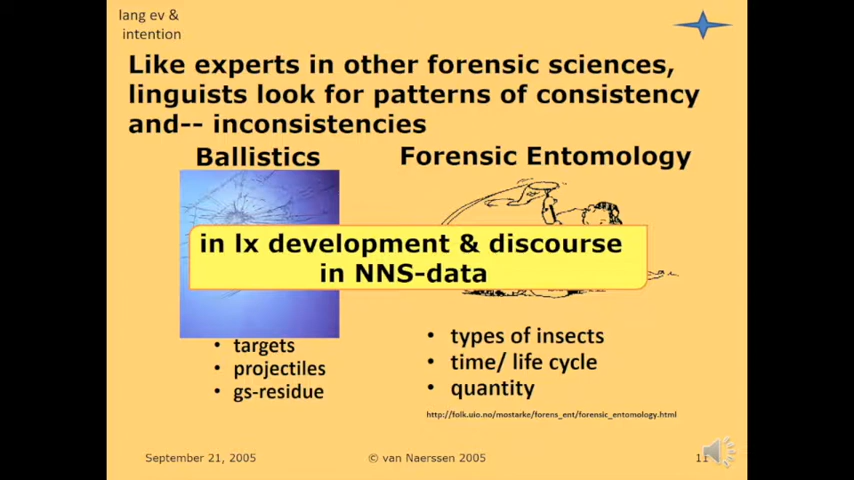 lang ev &
intention
Like experts in other forensic sciences,
linguists look for patterns of consistency
and-- inconsistencies
Ballistics
Forensic Entomology
in lx development & discourse
in NNS-data
• targets
• projectiles
• gs-residue
• types of insects
• time/ life cycle
• quantity
http://folk.uio.no/mostarke/forens_ent/forensic_entomology.html
September 21, 2005
© van Naerssen 2005
11